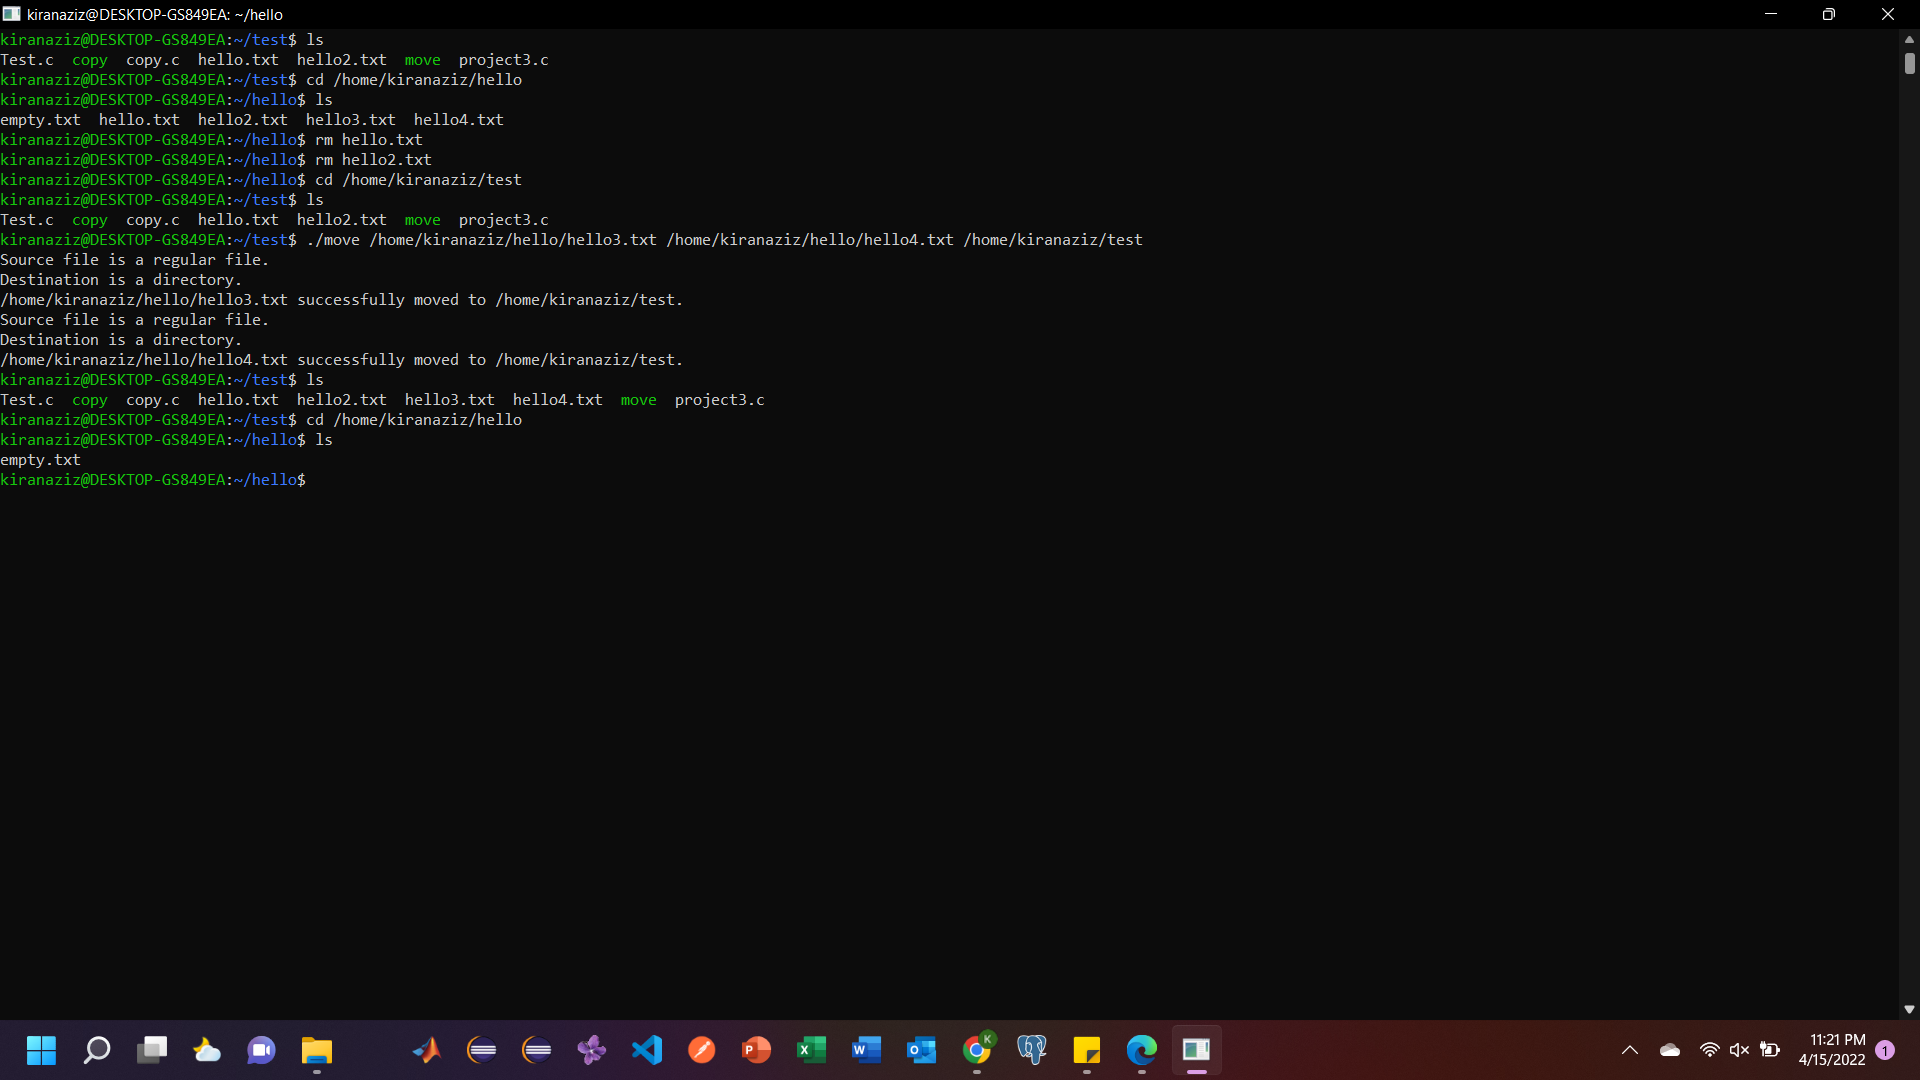 kiranaziz@DESKTOP-GS849EA: ~/hello
kiranaziz@DESKTOP-GS849EA:~/test$ ls
Test.c  copy  copy.c  hello.txt  hello2.txt  move  project3.c
kiranaziz@DESKTOP-GS849EA:~/test$ cd /home/kiranaziz/hello
kiranaziz@DESKTOP-GS849EA:~/hello$ ls
empty.txt  hello.txt  hello2.txt  hello3.txt  hello4.txt
kiranaziz@DESKTOP-GS849EA:~/hello$ rm hello.txt
kiranaziz@DESKTOP-GS849EA:~/hello$ rm hello2.txt
kiranaziz@DESKTOP-GS849EA:~/hello$ cd /home/kiranaziz/test
kiranaziz@DESKTOP-GS849EA:~/test$ ls
Test.c  copy  copy.c  hello.txt  hello2.txt  move  project3.c
kiranaziz@DESKTOP-GS849EA:~/test$ ./move /home/kiranaziz/hello/hello3.txt /home/kiranaziz/hello/hello4.txt /home/kiranaziz/test
Source file is a regular file.
Destination is a directory.
/home/kiranaziz/hello/hello3.txt successfully moved to /home/kiranaziz/test.
Source file is a regular file.
Destination is a directory.
/home/kiranaziz/hello/hello4.txt successfully moved to /home/kiranaziz/test.
kiranaziz@DESKTOP-GS849EA:~/test$ ls
Test.c  copy  copy.c  hello.txt  hello2.txt  hello3.txt  hello4.txt  move  project3.c
kiranaziz@DESKTOP-GS849EA:~/test$ cd /home/kiranaziz/hello
kiranaziz@DESKTOP-GS849EA:~/hello$ ls
empty.txt
kiranaziz@DESKTOP-GS849EA:~/hello$
P X W O K
11:21 PM
4/15/2022
1